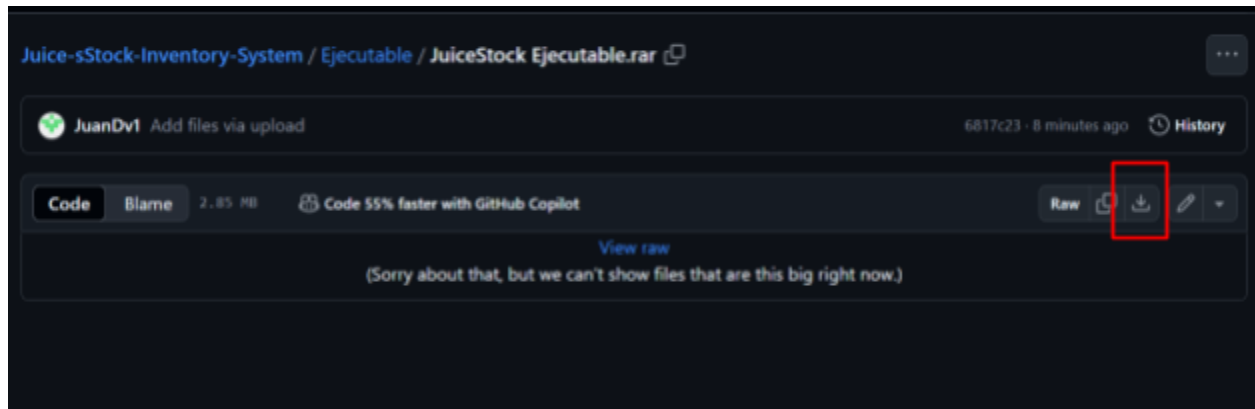 Juice-sStock-Inventory-System / Ejecutable / JuiceStock Ejecutable.rar
JuanDv1 Add files via upload 6817c23 · 8 minutes ago History
Code Blame 2.85 MB Code 55% faster with GitHub Copilot Raw
View raw
(Sorry about that, but we can't show files that are this big right now.)